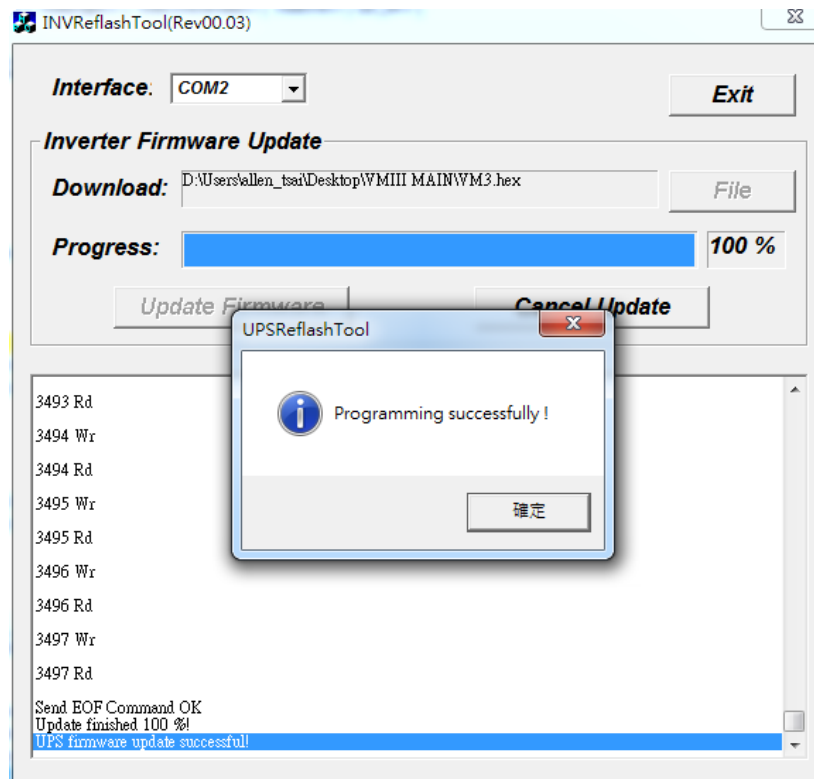 INVReflashTool(Rev00.03)
Interface: COM2
Exit
Inverter Firmware Update
Download: D:\Users\allen_tsai\Desktop\VMIII MAIN\VM3.hex
File
Progress: 100 %
Update Firmware
Cancel Update
UPSReflashTool
Programming successfully !
確定
3493 Rd
3494 Wr
3494 Rd
3495 Wr
3495 Rd
3496 Wr
3496 Rd
3497 Wr
3497 Rd
Send EOF Command OK
Update finished 100 %!
UPS firmware update successful!